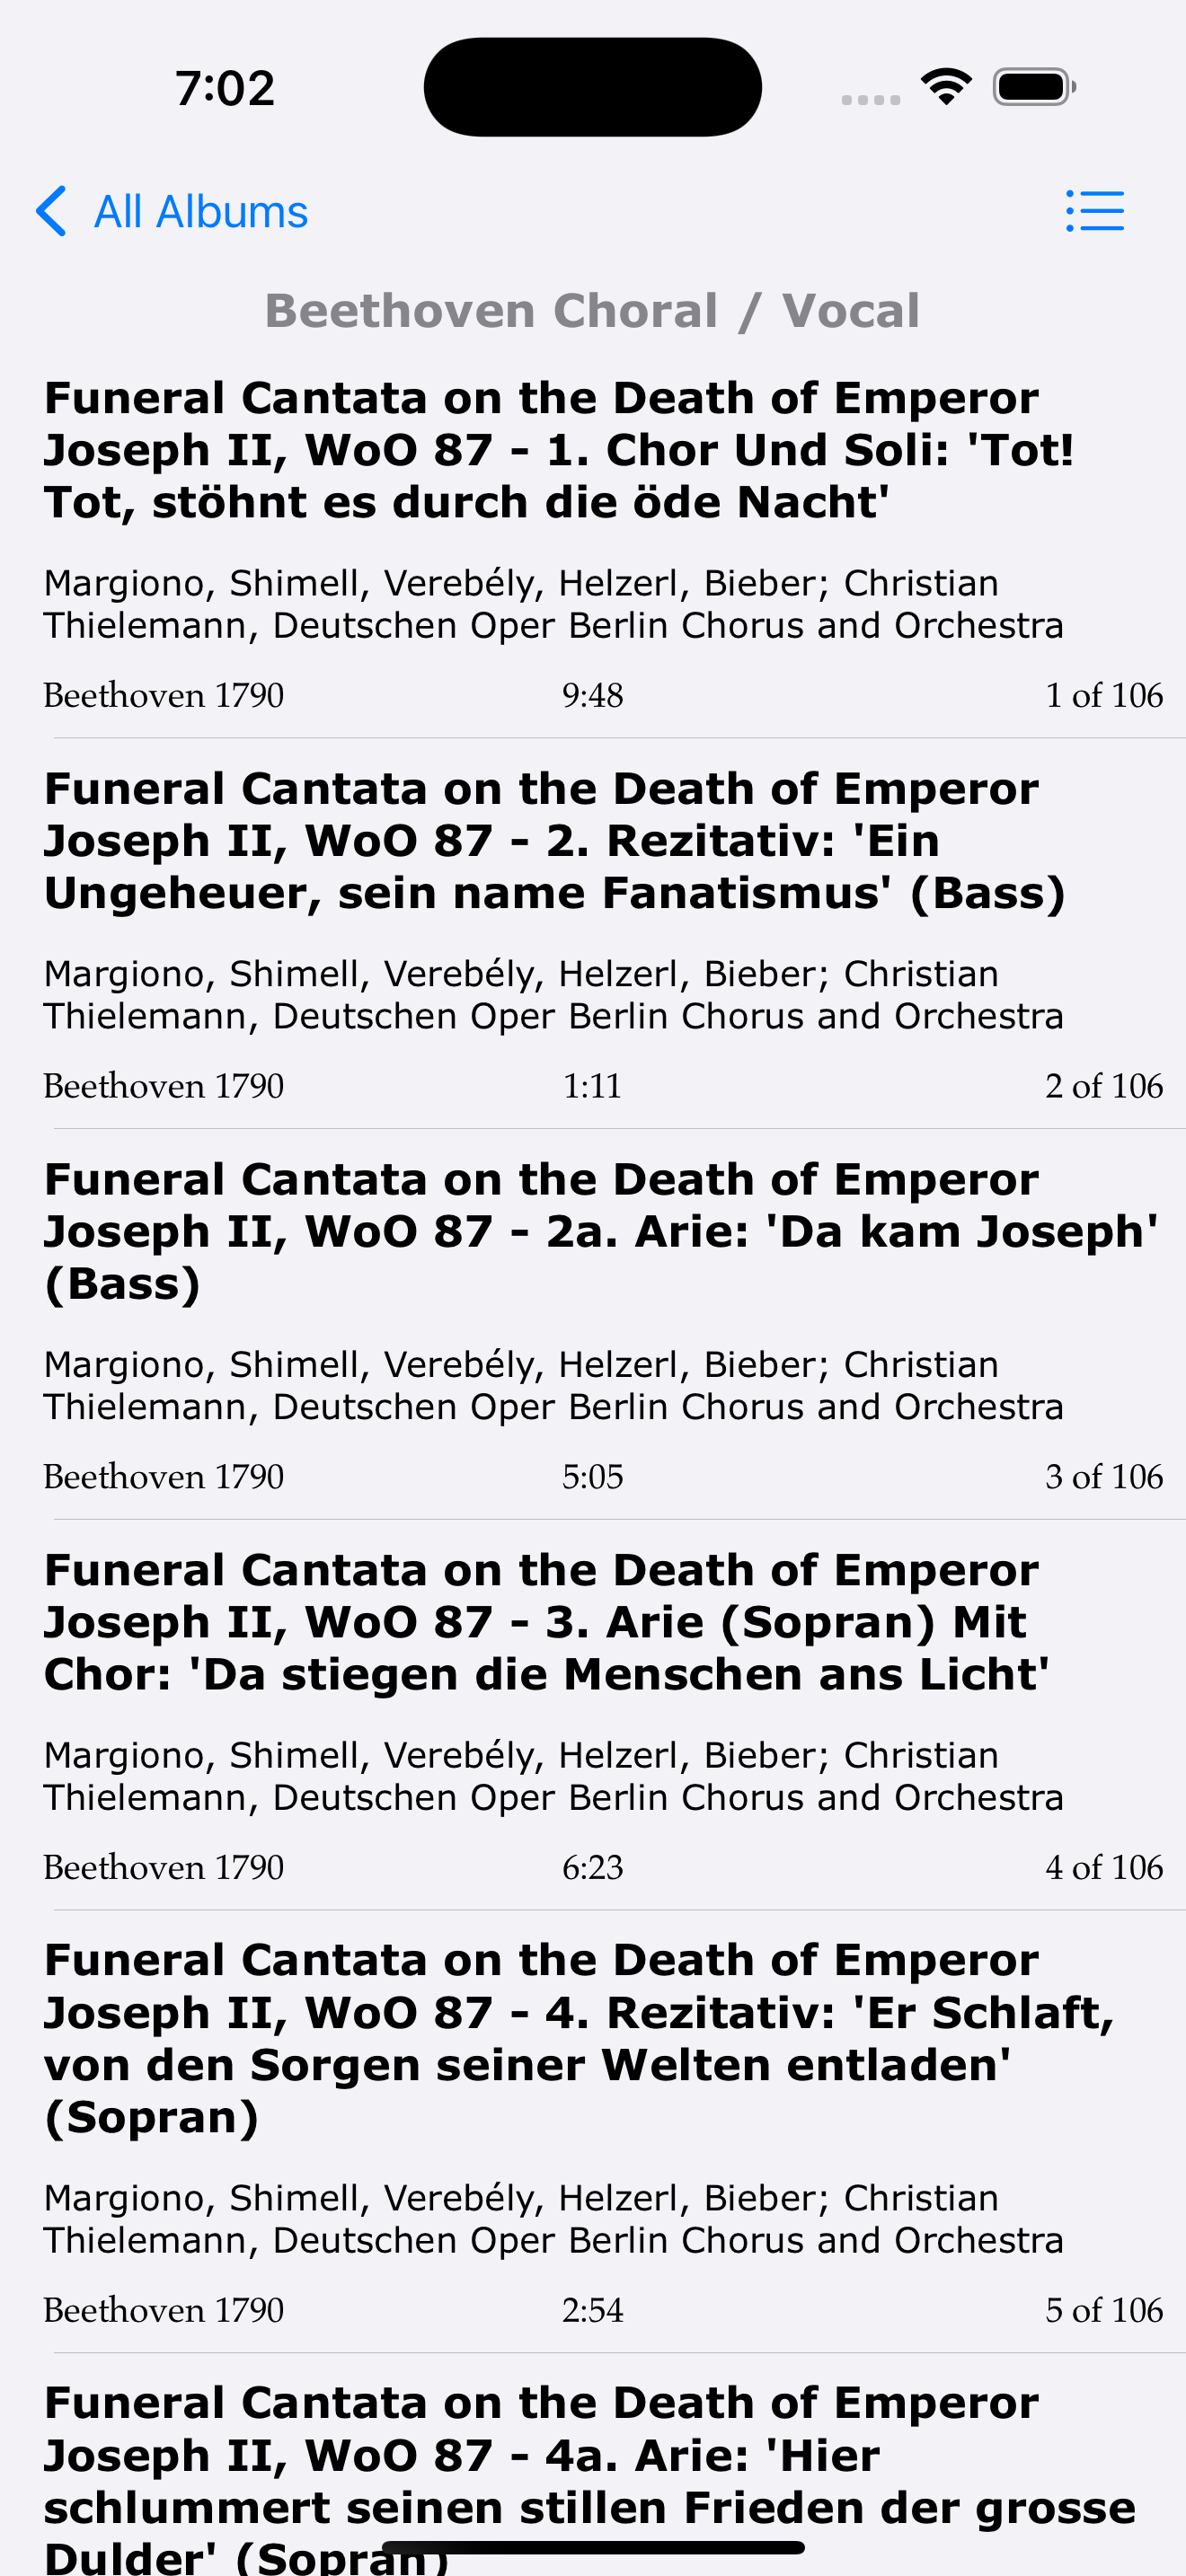 7:02
All Albums
Beethoven Choral / Vocal
Funeral Cantata on the Death of Emperor
Joseph II, WoO 87 - 1. Chor Und Soli: 'Tot!
Tot, stöhnt es durch die öde Nacht'
Margiono, Shimell, Verebély, Helzerl, Bieber; Christian
Thielemann, Deutschen Oper Berlin Chorus and Orchestra
Beethoven 1790 9:48 1 of 106
Funeral Cantata on the Death of Emperor
Joseph II, WoO 87 - 2. Rezitativ: 'Ein
Ungeheuer, sein name Fanatismus' (Bass)
Margiono, Shimell, Verebély, Helzerl, Bieber; Christian
Thielemann, Deutschen Oper Berlin Chorus and Orchestra
Beethoven 1790 1:11 2 of 106
Funeral Cantata on the Death of Emperor
Joseph II, WoO 87 - 2a. Arie: 'Da kam Joseph'
(Bass)
Margiono, Shimell, Verebély, Helzerl, Bieber; Christian
Thielemann, Deutschen Oper Berlin Chorus and Orchestra
Beethoven 1790 5:05 3 of 106
Funeral Cantata on the Death of Emperor
Joseph II, WoO 87 - 3. Arie (Sopran) Mit
Chor: 'Da stiegen die Menschen ans Licht'
Margiono, Shimell, Verebély, Helzerl, Bieber; Christian
Thielemann, Deutschen Oper Berlin Chorus and Orchestra
Beethoven 1790 6:23 4 of 106
Funeral Cantata on the Death of Emperor
Joseph II, WoO 87 - 4. Rezitativ: 'Er Schlaft,
von den Sorgen seiner Welten entladen'
(Sopran)
Margiono, Shimell, Verebély, Helzerl, Bieber; Christian
Thielemann, Deutschen Oper Berlin Chorus and Orchestra
Beethoven 1790 2:54 5 of 106
Funeral Cantata on the Death of Emperor
Joseph II, WoO 87 - 4a. Arie: 'Hier
schlummert seinen stillen Frieden der grosse
Dulder' (Sopran)